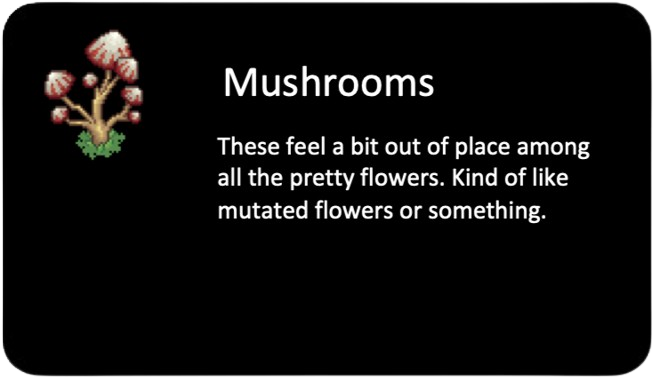 Mushrooms
These feel a bit out of place among
all the pretty flowers. Kind of like
mutated flowers or something.